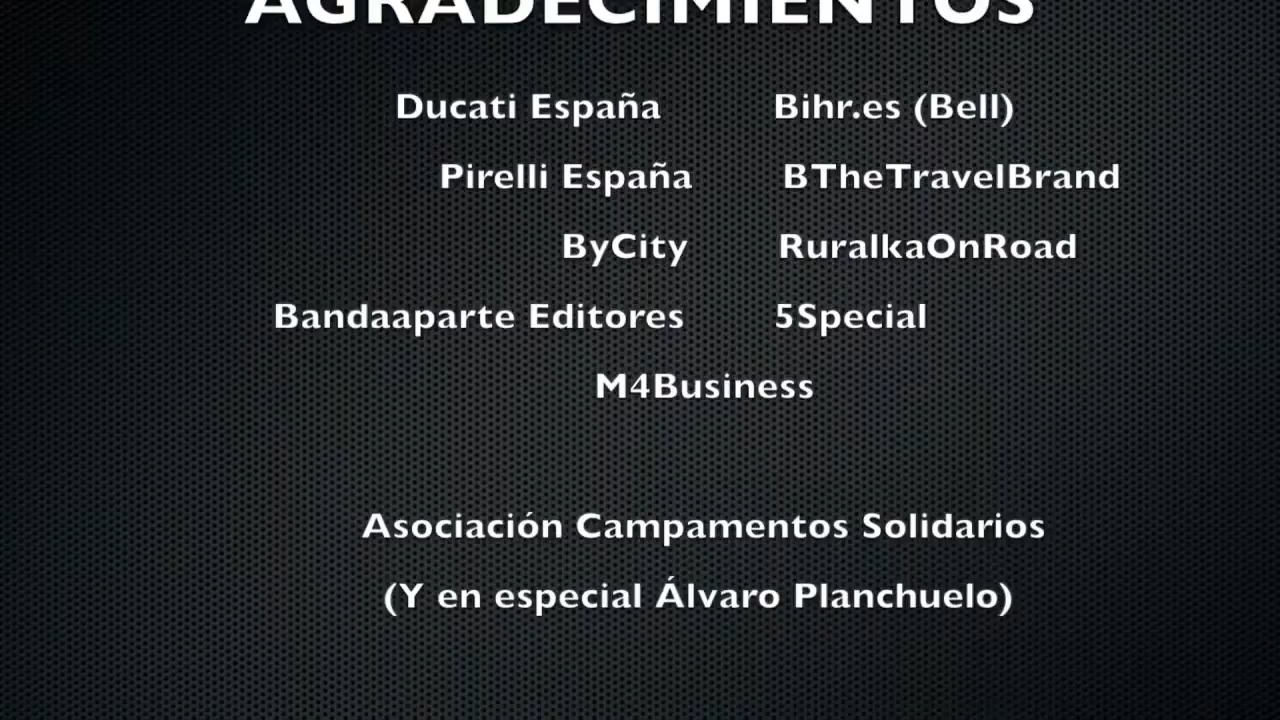 AGRADECIMIENTOS
Ducati España Bihr.es (Bell)
Pirelli España BTheTravelBrand
ByCity RuralkaOnRoad
Bandaaparte Editores 5Special
M4Business
Asociación Campamentos Solidarios
(Y en especial Álvaro Planchuelo)